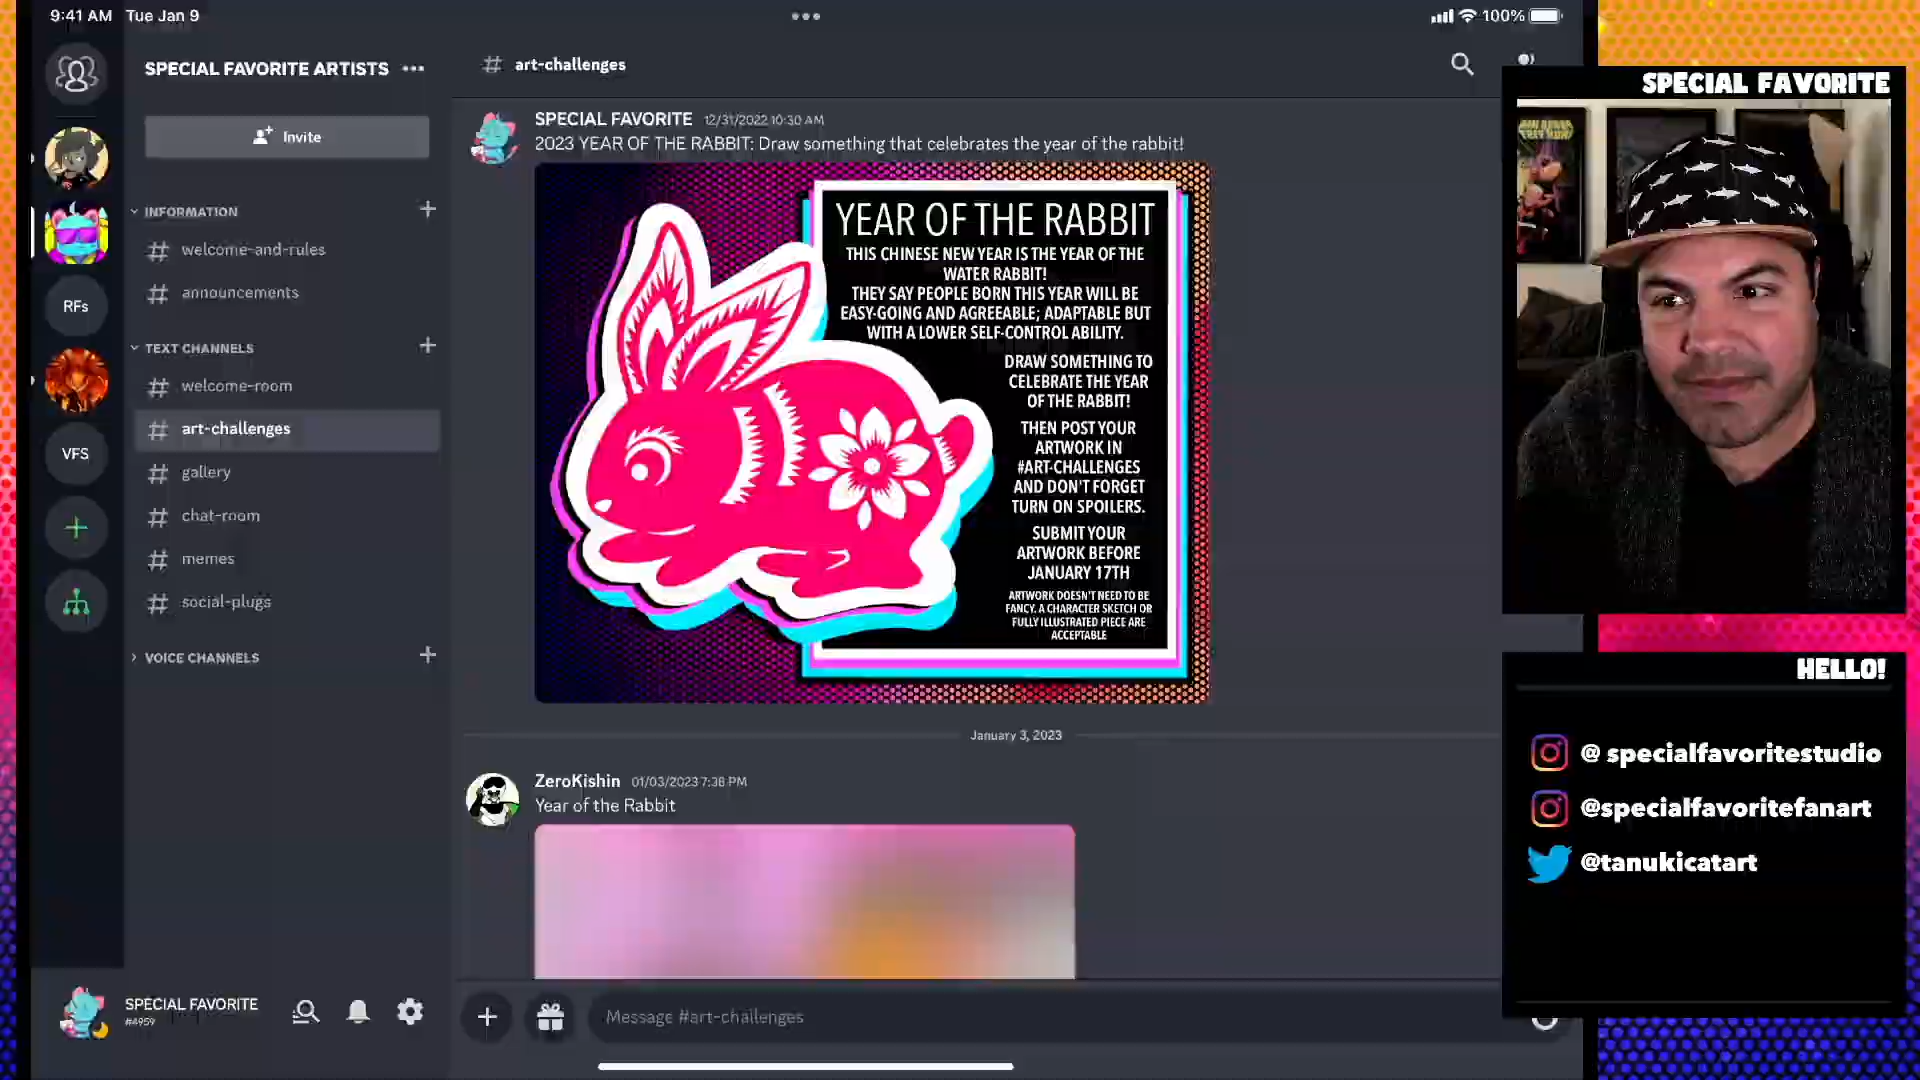 9:41 AM Tue Jan 9
100%
SPECIAL FAVORITE ARTISTS
Invite
INFORMATION
welcome-and-rules
announcements
TEXT CHANNELS
welcome-room
art-challenges
gallery
chat-room
memes
social-plugs
VOICE CHANNELS
RFs
VFS
SPECIAL FAVORITE
#4959
art-challenges
SPECIAL FAVORITE 12/31/2022 10:30 AM
2023 YEAR OF THE RABBIT: Draw something that celebrates the year of the rabbit!
YEAR OF THE RABBIT
THIS CHINESE NEW YEAR IS THE YEAR OF THE
WATER RABBIT!
THEY SAY PEOPLE BORN THIS YEAR WILL BE
EASY-GOING AND AGREEABLE; ADAPTABLE BUT
WITH A LOWER SELF-CONTROL ABILITY.
DRAW SOMETHING TO
CELEBRATE THE YEAR
OF THE RABBIT!
THEN POST YOUR
ARTWORK IN
#ART-CHALLENGES
AND DON'T FORGET
TURN ON SPOILERS.
SUBMIT YOUR
ARTWORK BEFORE
JANUARY 17TH
ARTWORK DOESN'T NEED TO BE
FANCY. A CHARACTER SKETCH OR
FULLY ILLUSTRATED PIECE ARE
ACCEPTABLE
January 3, 2023
ZeroKishin 01/03/2023 7:38 PM
Year of the Rabbit
Message #art-challenges
SPECIAL FAVORITE
HELLO!
@ specialfavoritestudio
@specialfavoritefanart
@tanukicatart